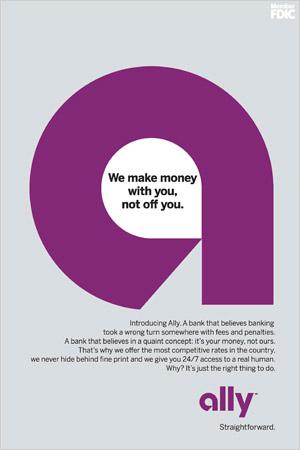 Member
FDIC
We make money
with you,
not off you.
Introducing Ally. A bank that believes banking
took a wrong turn somewhere with fees and penalties.
A bank that believes in a quaint concept: it's your money, not ours.
That's why we offer the most competitive rates in the country,
we never hide behind fine print and we give you 24/7 access to a real human.
Why? It's just the right thing to do.
ally™
Straightforward.